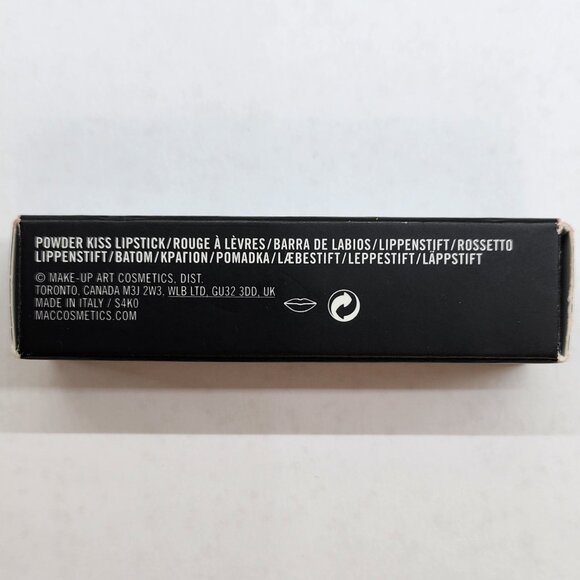 POWDER KISS LIPSTICK/ROUGE À LÈVRES/BARRA DE LABIOS/LIPPENSTIFT/ROSSETTO
LIPPENSTIFT/BATOM/ΚΡΑΓΙΟΝ/POMADKA/LÆBESTIFT/LEPPESTIFT/LÄPPSTIFT
© MAKE-UP ART COSMETICS, DIST.
TORONTO, CANADA M3J 2W3, WLB LTD, GU32 3DD, UK
MADE IN ITALY / S4K0
MACCOSMETICS.COM